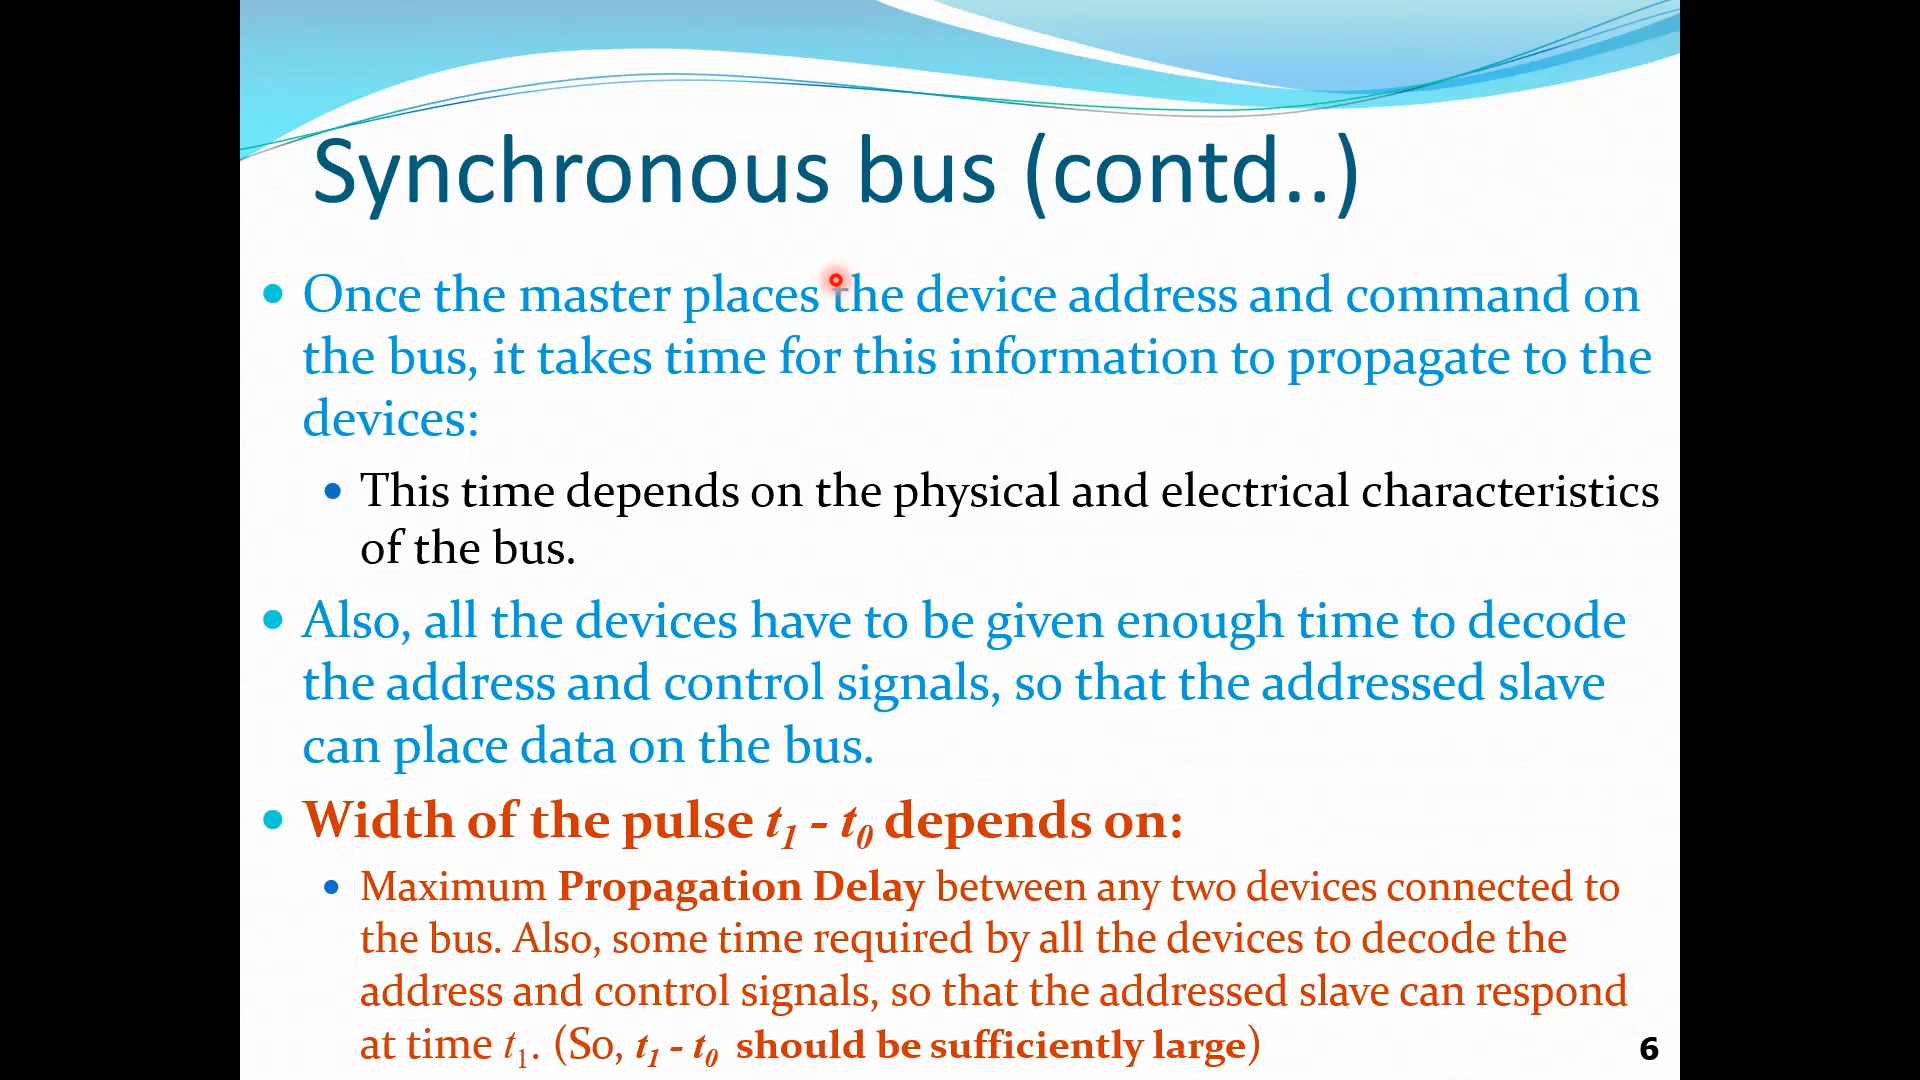 Synchronous bus (contd..)
• Once the master places the device address and command on
the bus, it takes time for this information to propagate to the
devices:
• This time depends on the physical and electrical characteristics
of the bus.
• Also, all the devices have to be given enough time to decode
the address and control signals, so that the addressed slave
can place data on the bus.
• Width of the pulse t₁ - t₀ depends on:
• Maximum Propagation Delay between any two devices connected to
the bus. Also, some time required by all the devices to decode the
address and control signals, so that the addressed slave can respond
at time t₁. (So, t₁ - t₀ should be sufficiently large)
6